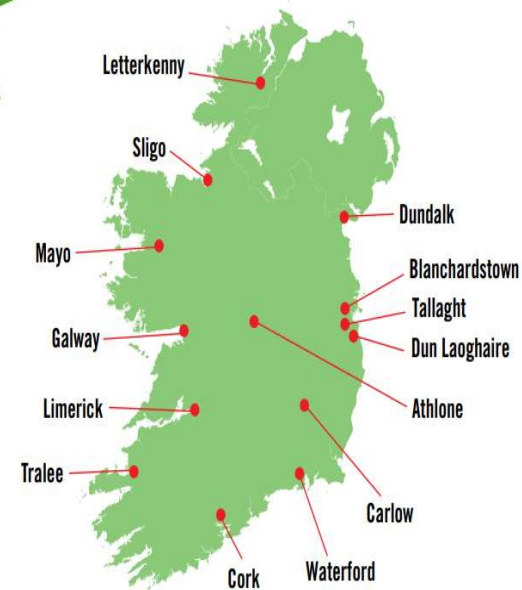 Letterkenny
Sligo
Dundalk
Mayo
Blanchardstown
Tallaght
Galway
Dun Laoghaire
Limerick
Athlone
Tralee
Carlow
Waterford
Cork